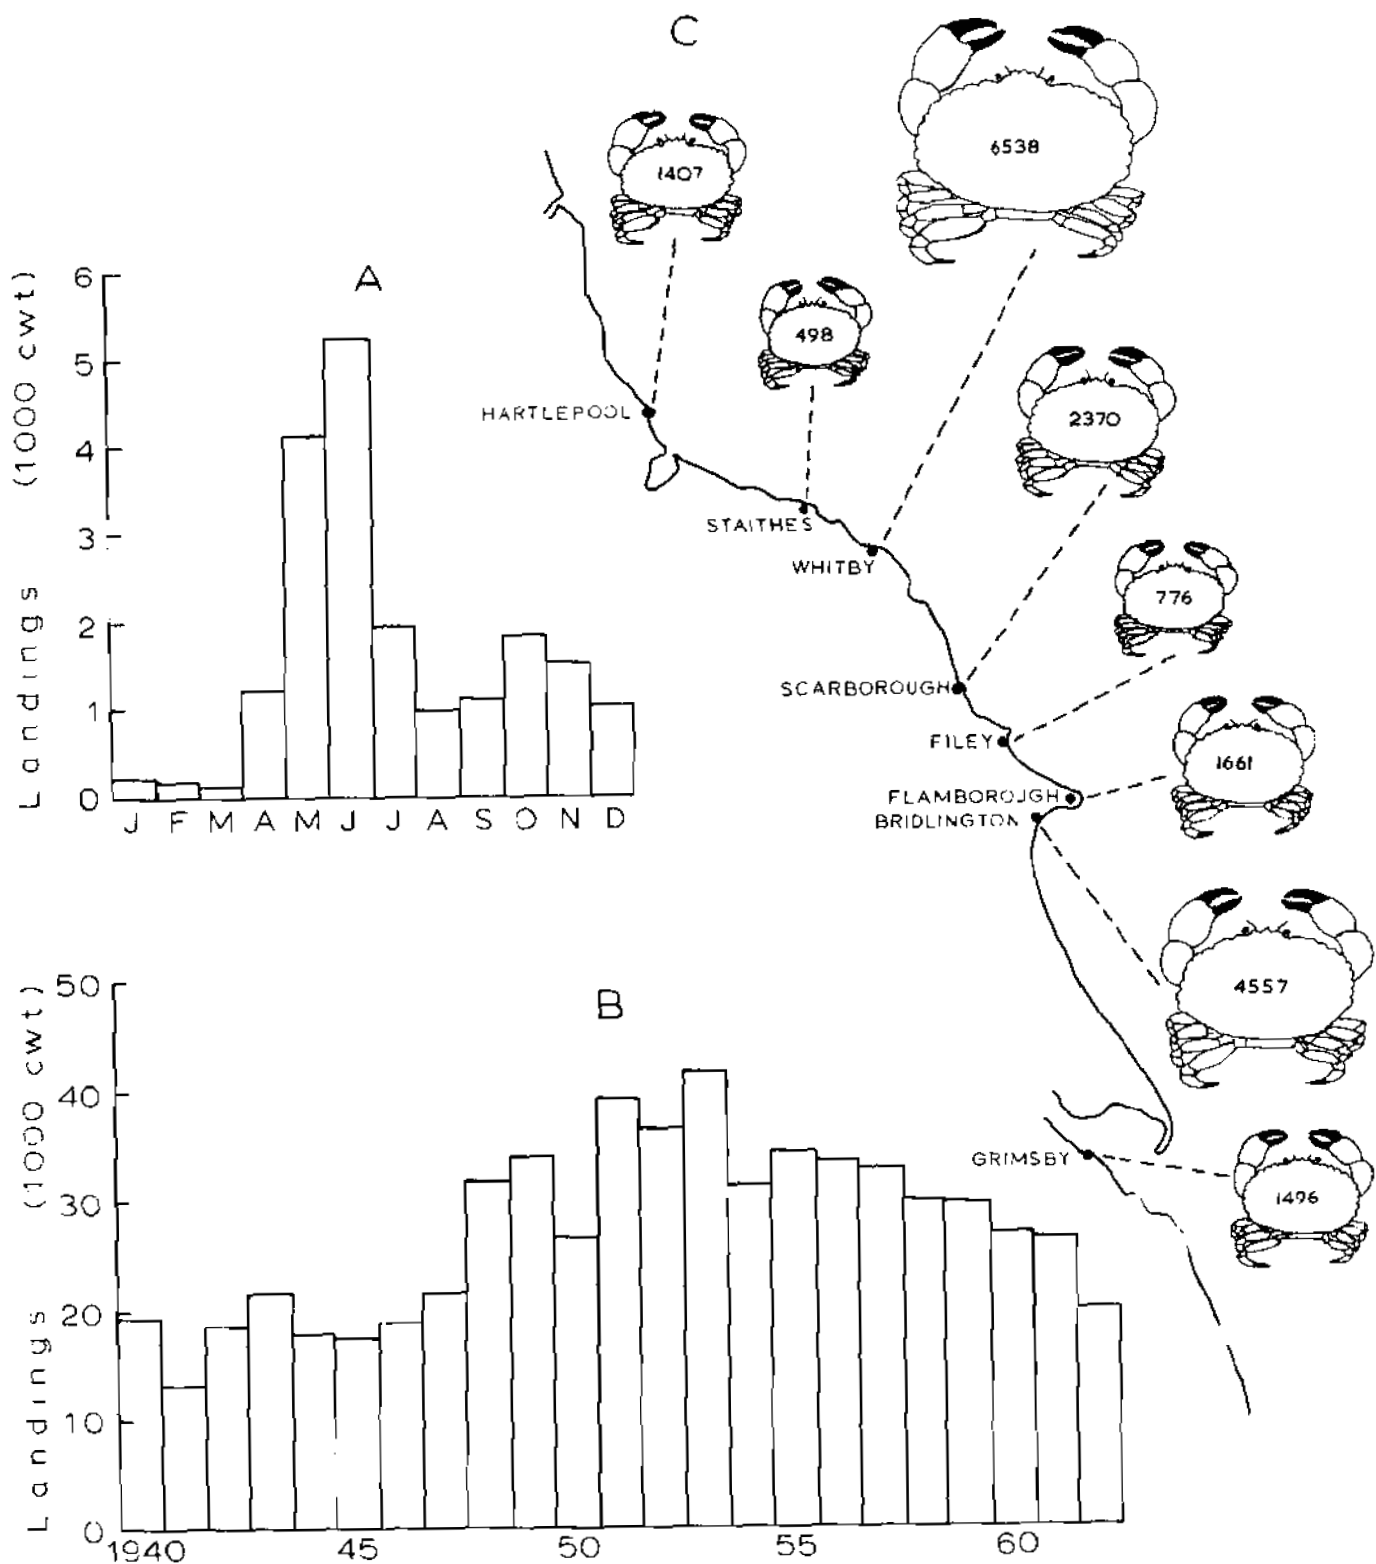 C
1407
6538
498
2370
776
1661
4557
1496
HARTLEPOOL
STAITHES
WHITBY
SCARBOROUGH
FILEY
FLAMBOROUGH
BRIDLINGTON
GRIMSBY
A
Landings (1000 cwt)
6
5
4
3
2
1
0
J F M A M J J A S O N D
B
Landings (1000 cwt)
50
40
30
20
10
0
1940 45 50 55 60